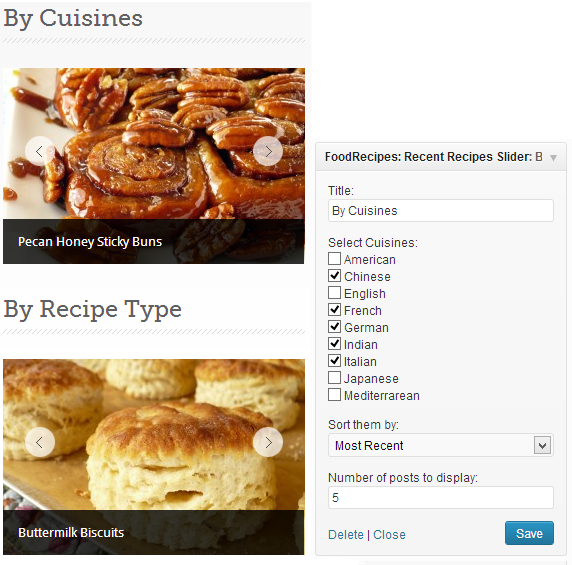 By Cuisines
Pecan Honey Sticky Buns
By Recipe Type
Buttermilk Biscuits
FoodRecipes: Recent Recipes Slider: B
Title:
By Cuisines
Select Cuisines:
American
Chinese
English
French
German
Indian
Italian
Japanese
Mediterrarean
Sort them by:
Most Recent
Number of posts to display:
5
Delete | Close
Save